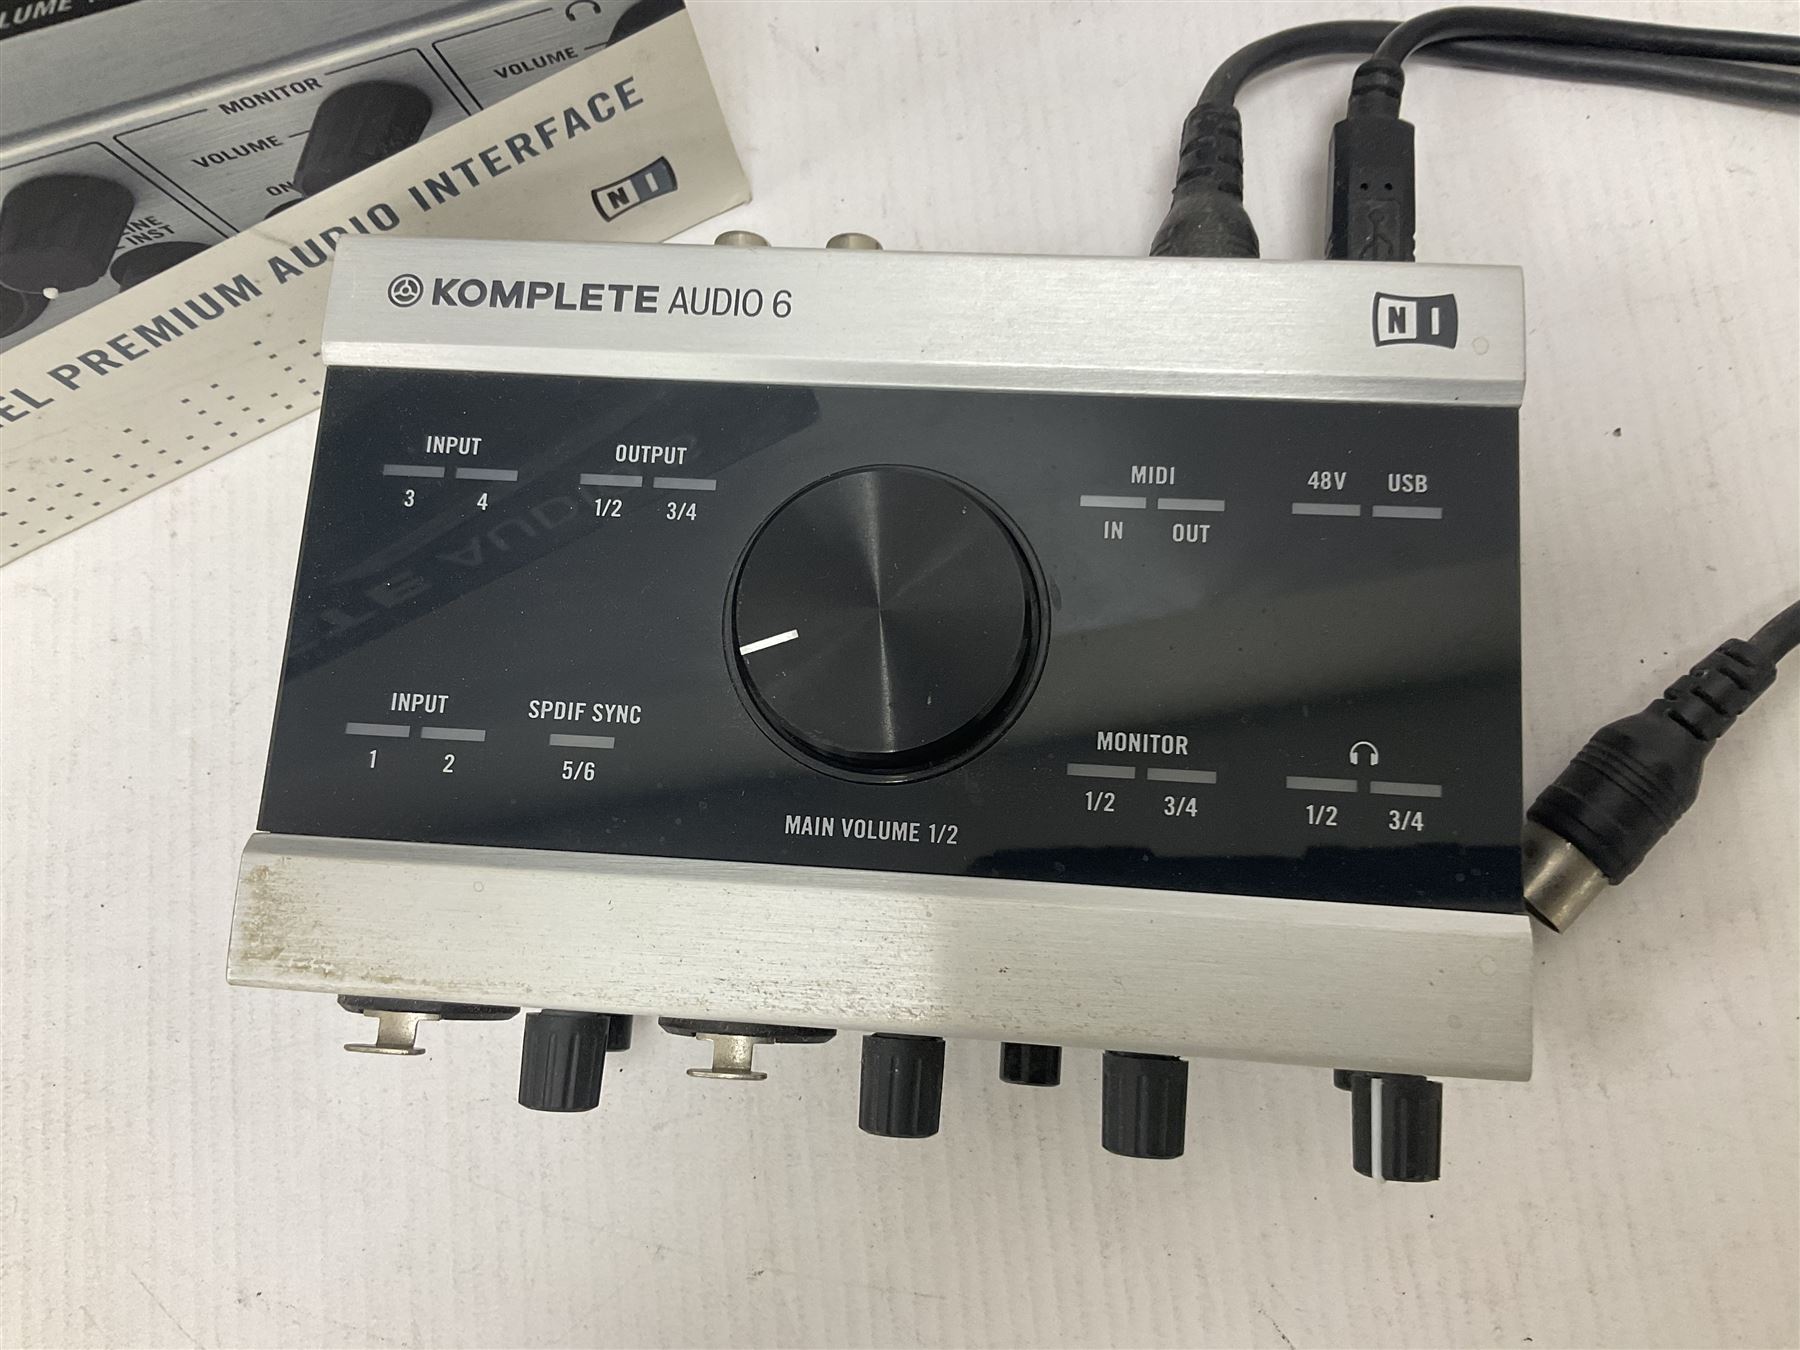 VOLUME
MONITOR
VOLUME
ON
LINE
INST
PREMIUM AUDIO INTERFACE
NI
KOMPLETE AUDIO 6
NI
INPUT
3 4
OUTPUT
1/2 3/4
MIDI
IN OUT
48V USB
INPUT
1 2
SPDIF SYNC
5/6
MAIN VOLUME 1/2
MONITOR
1/2 3/4
1/2 3/4